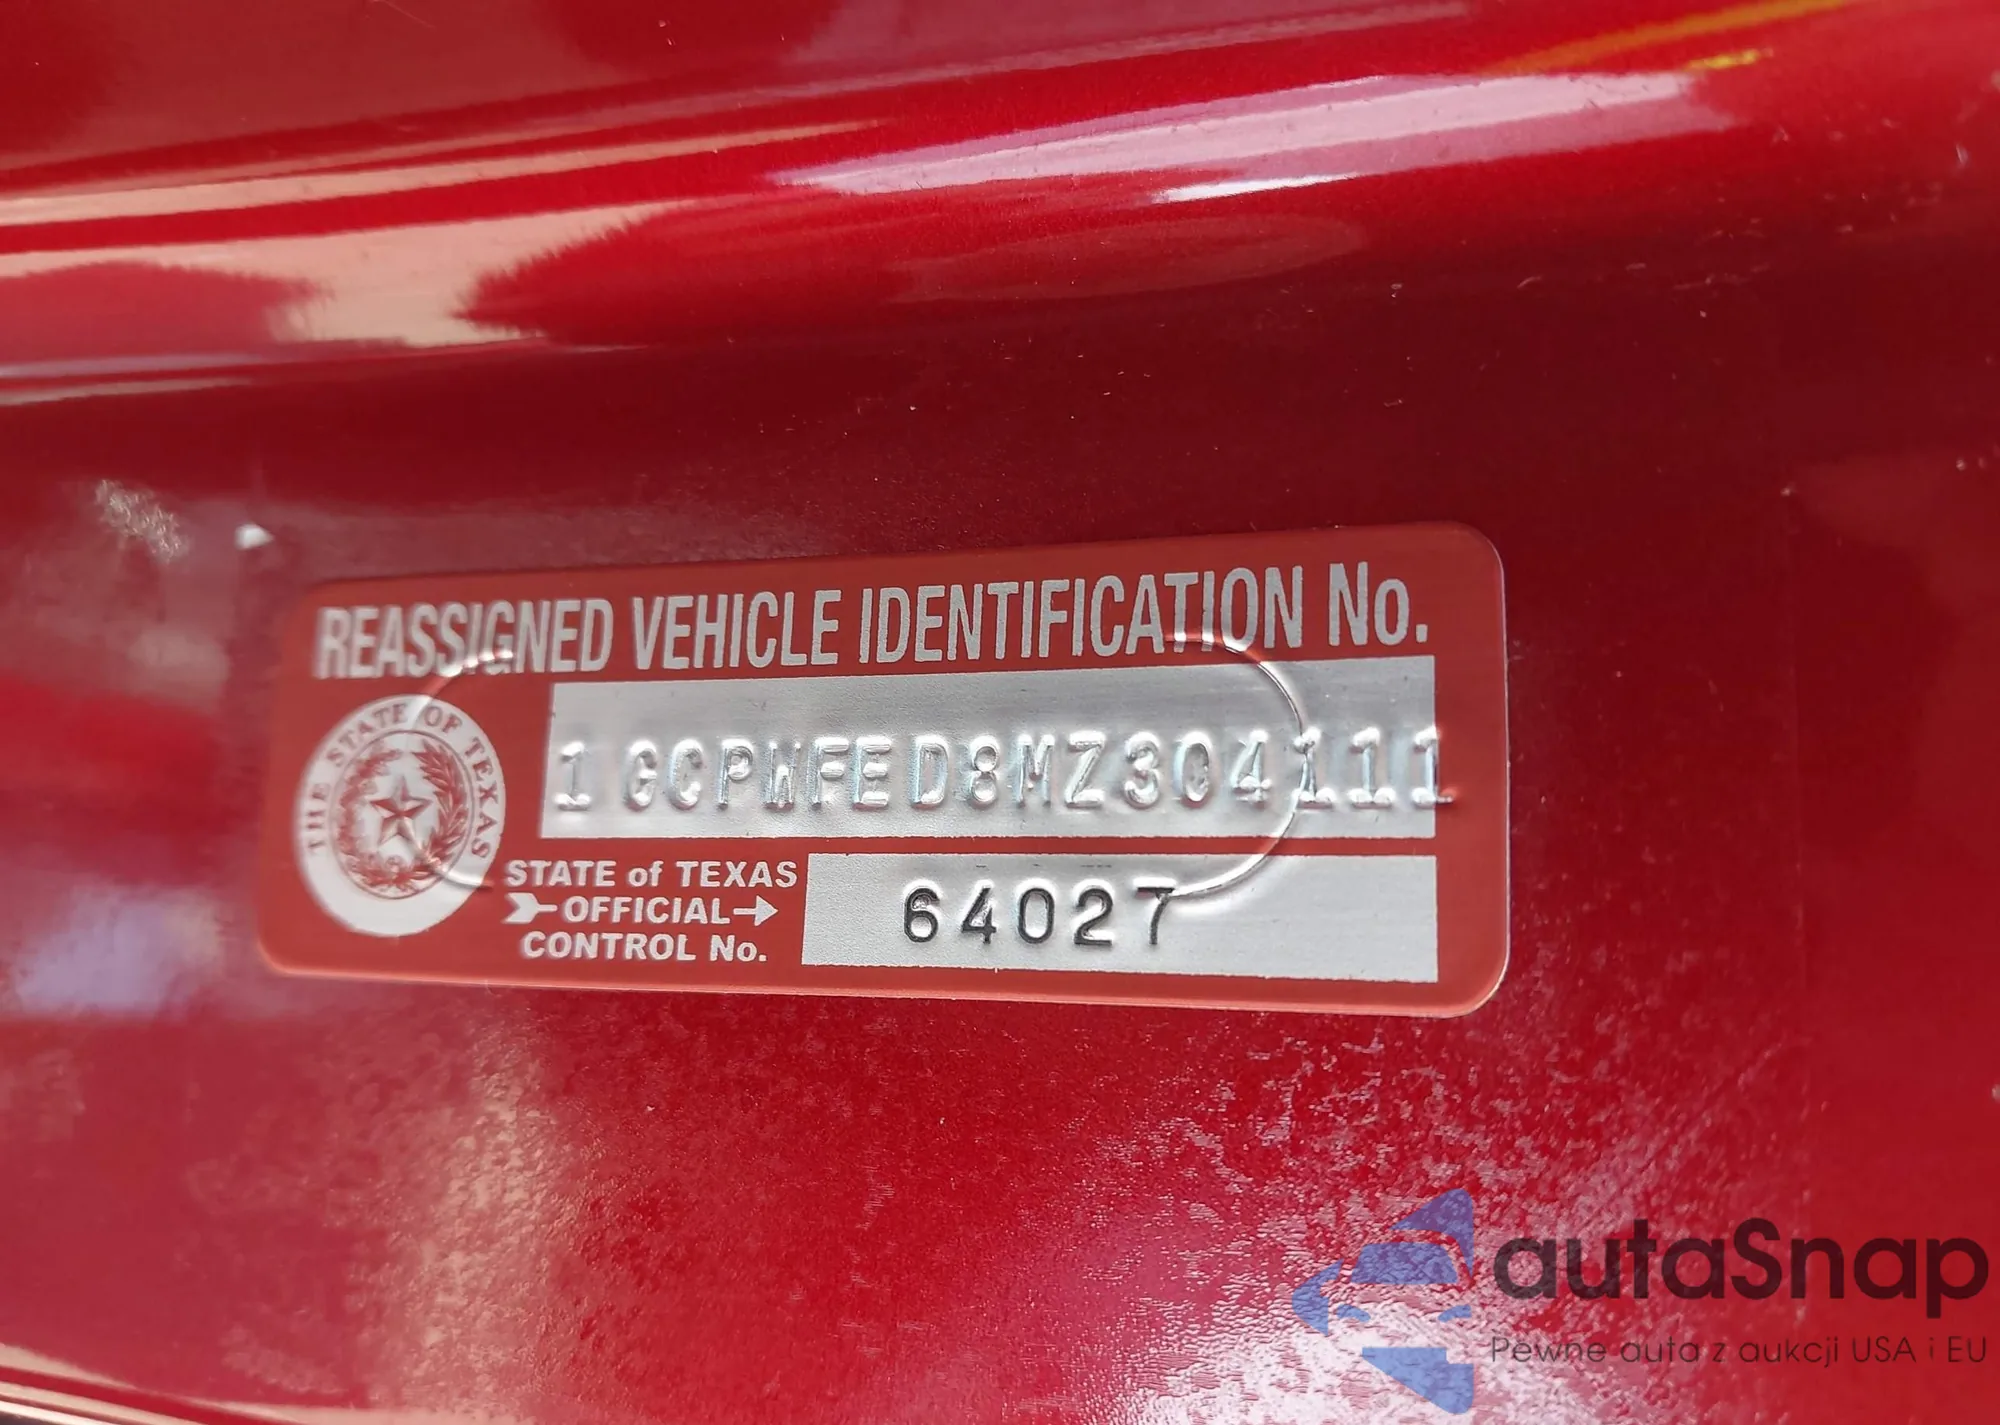 REASSIGNED VEHICLE IDENTIFICATION No.
THE STATE OF TEXAS
1GCPWFED8MZ304111
STATE of TEXAS
OFFICIAL
CONTROL No.
64027
autaSnap
Pewne auta z aukcji USA i EU